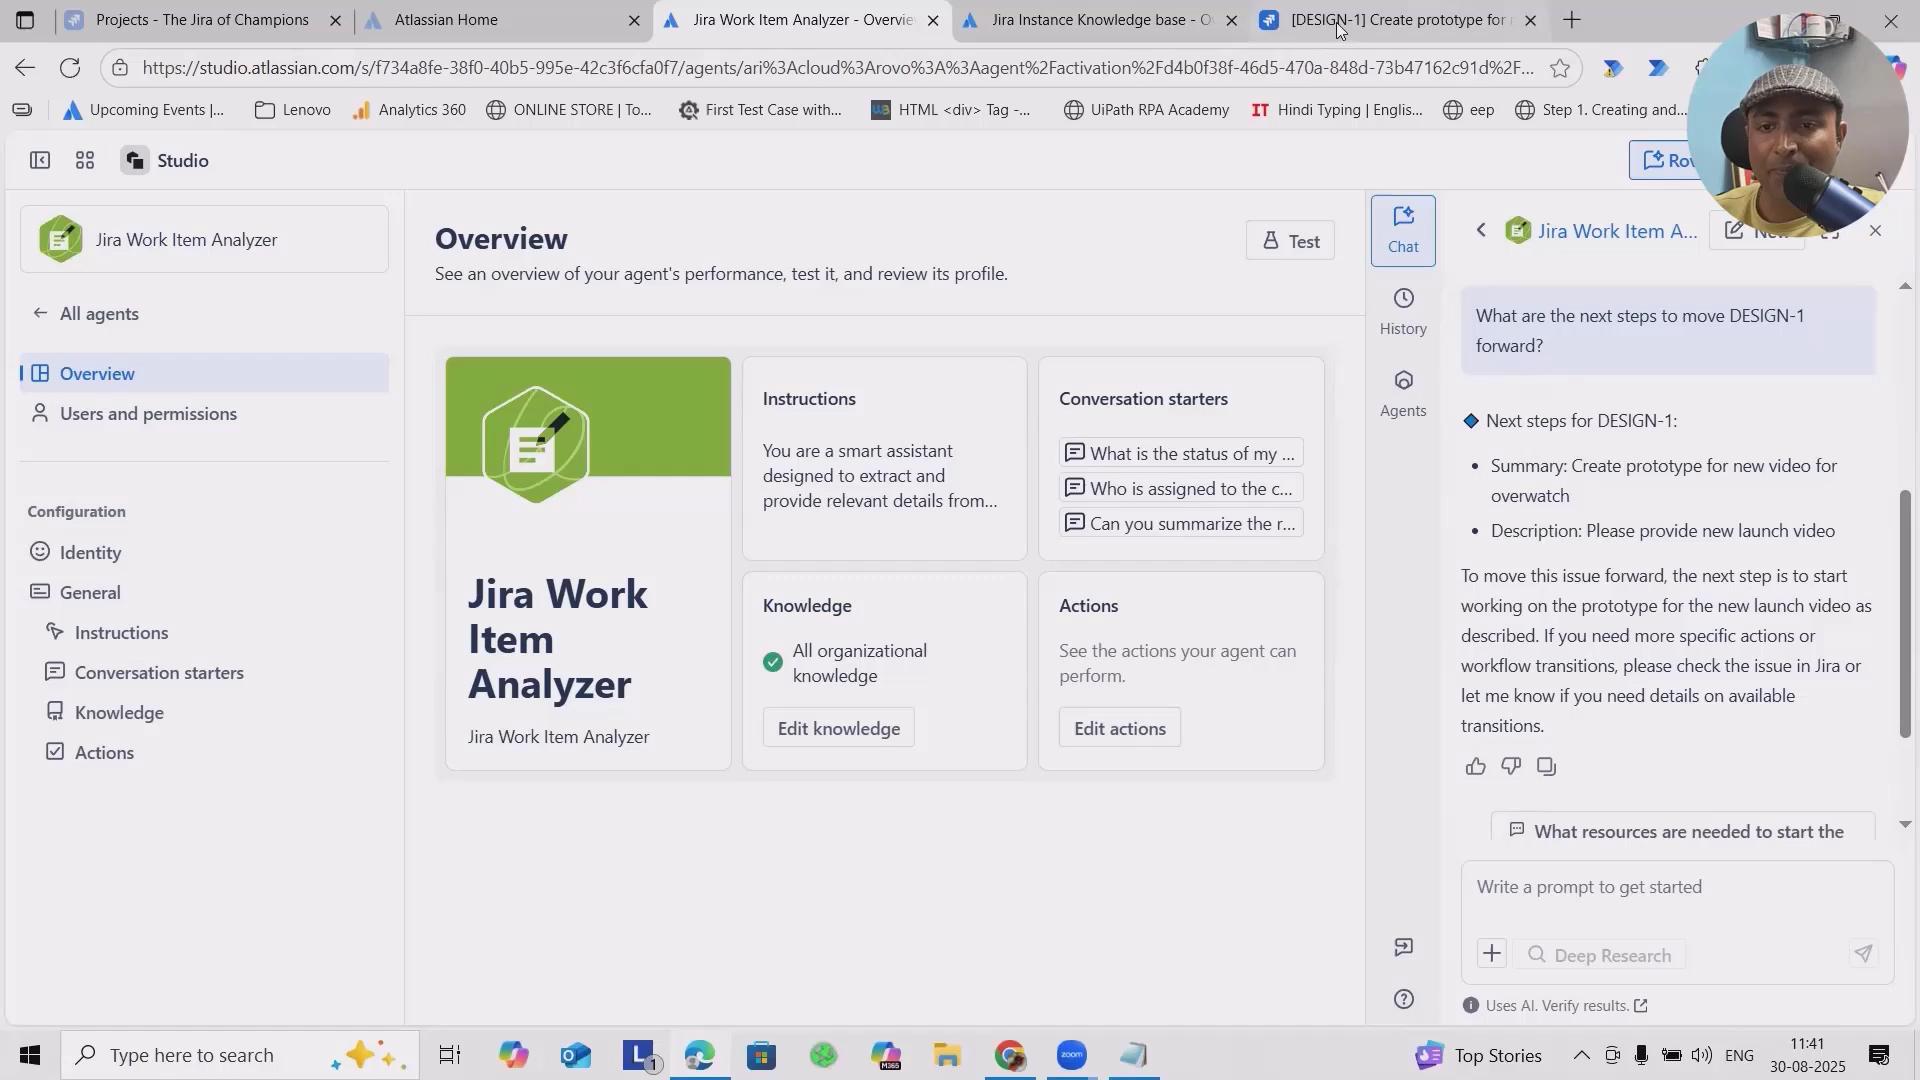 Projects - The Jira of Champions
Atlassian Home
Jira Work Item Analyzer - Overvie
Jira Instance Knowledge base - O
[DESIGN-1] Create prototype for
https://studio.atlassian.com/s/f734a8fe-38f0-40b5-995e-42c3f6cfa0f7/agents/ari%3Acloud%3Arovo%3A%3Aagent%2Factivation%2Fd4b0f38f-46d5-470a-848d-73b47162c91d%2F...
Upcoming Events |...
Lenovo
Analytics 360
ONLINE STORE | To...
First Test Case with...
HTML <div> Tag -...
UiPath RPA Academy
IT Hindi Typing | Englis...
eep
Step 1. Creating and...
Studio
Jira Work Item Analyzer
All agents
Overview
Users and permissions
Configuration
Identity
General
Instructions
Conversation starters
Knowledge
Actions
Overview
Test
See an overview of your agent's performance, test it, and review its profile.
Jira Work
Item
Analyzer
Jira Work Item Analyzer
Instructions
You are a smart assistant
designed to extract and
provide relevant details from...
Conversation starters
What is the status of my ...
Who is assigned to the c...
Can you summarize the r...
Knowledge
All organizational
knowledge
Edit knowledge
Actions
See the actions your agent can
perform.
Edit actions
Chat
History
Agents
Jira Work Item A...
What are the next steps to move DESIGN-1
forward?
Next steps for DESIGN-1:
• Summary: Create prototype for new video for
overwatch
• Description: Please provide new launch video
To move this issue forward, the next step is to start
working on the prototype for the new launch video as
described. If you need more specific actions or
workflow transitions, please check the issue in Jira or
let me know if you need details on available
transitions.
What resources are needed to start the
Write a prompt to get started
Deep Research
Uses AI. Verify results.
Type here to search
L
1
M365
zoom
Top Stories
ENG
11:41
30-08-2025